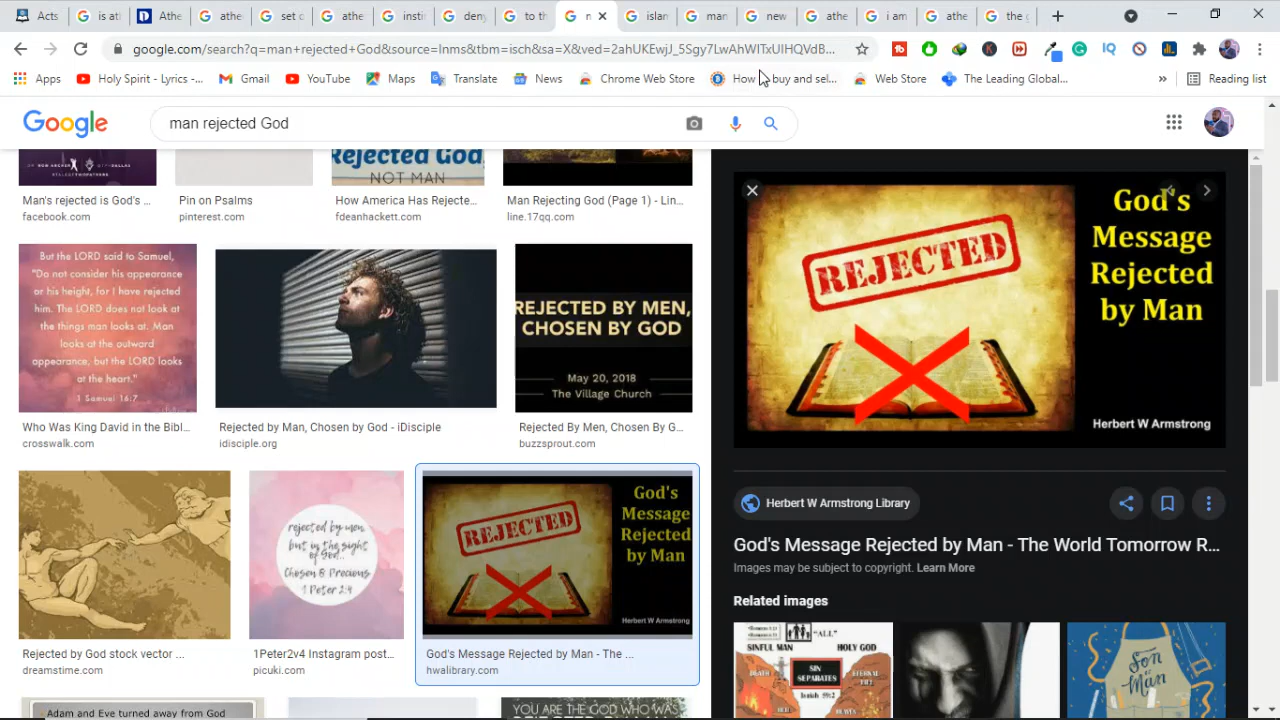 Acts
is at
Athe
set c
athe
insti
den
to th
n
islan
man
new
athe
i am
athe
the g
google.com/search?q=man+rejected+God&source=lnms&tbm=isch&sa=X&ved=2ahUKEwjJ_5Sgy7LwAhWITxUIHQVdB...
Apps
Holy Spirit - Lyrics -...
Gmail
YouTube
Maps
Translate
News
Chrome Web Store
How to buy and sel...
Web Store
The Leading Global...
»
Reading list
Google
man rejected God
Rejected God,
NOT MAN
Man's rejected is God's ...
facebook.com
Pin on Psalms
pinterest.com
How America Has Rejecte...
fdeanhackett.com
Man Rejecting God (Page 1) - Lin...
line.17qq.com
But the LORD said to Samuel,
"Do not consider his appearance
or his height, for I have rejected
him. The LORD does not look at
the things man looks at. Man
looks at the outward
appearance, but the LORD looks
at the heart."
1 Samuel 16:7
REJECTED BY MEN,
CHOSEN BY GOD
May 20, 2018
The Village Church
Who Was King David in the Bibl...
crosswalk.com
Rejected by Man, Chosen by God - iDisciple
idisciple.org
Rejected By Men, Chosen By G...
buzzsprout.com
rejected by men
but in the sight
of God
Chosen & Precious
1 Peter 2:4
REJECTED
God's
Message
Rejected
by Man
Herbert W Armstrong
Rejected by God stock vector ...
dreamstime.com
1Peter2v4 Instagram post...
picuki.com
God's Message Rejected by Man - The ...
hwalibrary.com
Adam and Eve turned away from God
YOU ARE THE GOD WHO WAS
REJECTED
God's
Message
Rejected
by Man
Herbert W Armstrong
Herbert W Armstrong Library
God's Message Rejected by Man - The World Tomorrow R...
Images may be subject to copyright. Learn More
Related images
"ALL"
SINFUL MAN
HOLY GOD
DEATH
SIN
SEPARATES
Isaiah 59:2
ETERNAL
LIFE
Son
of
Man